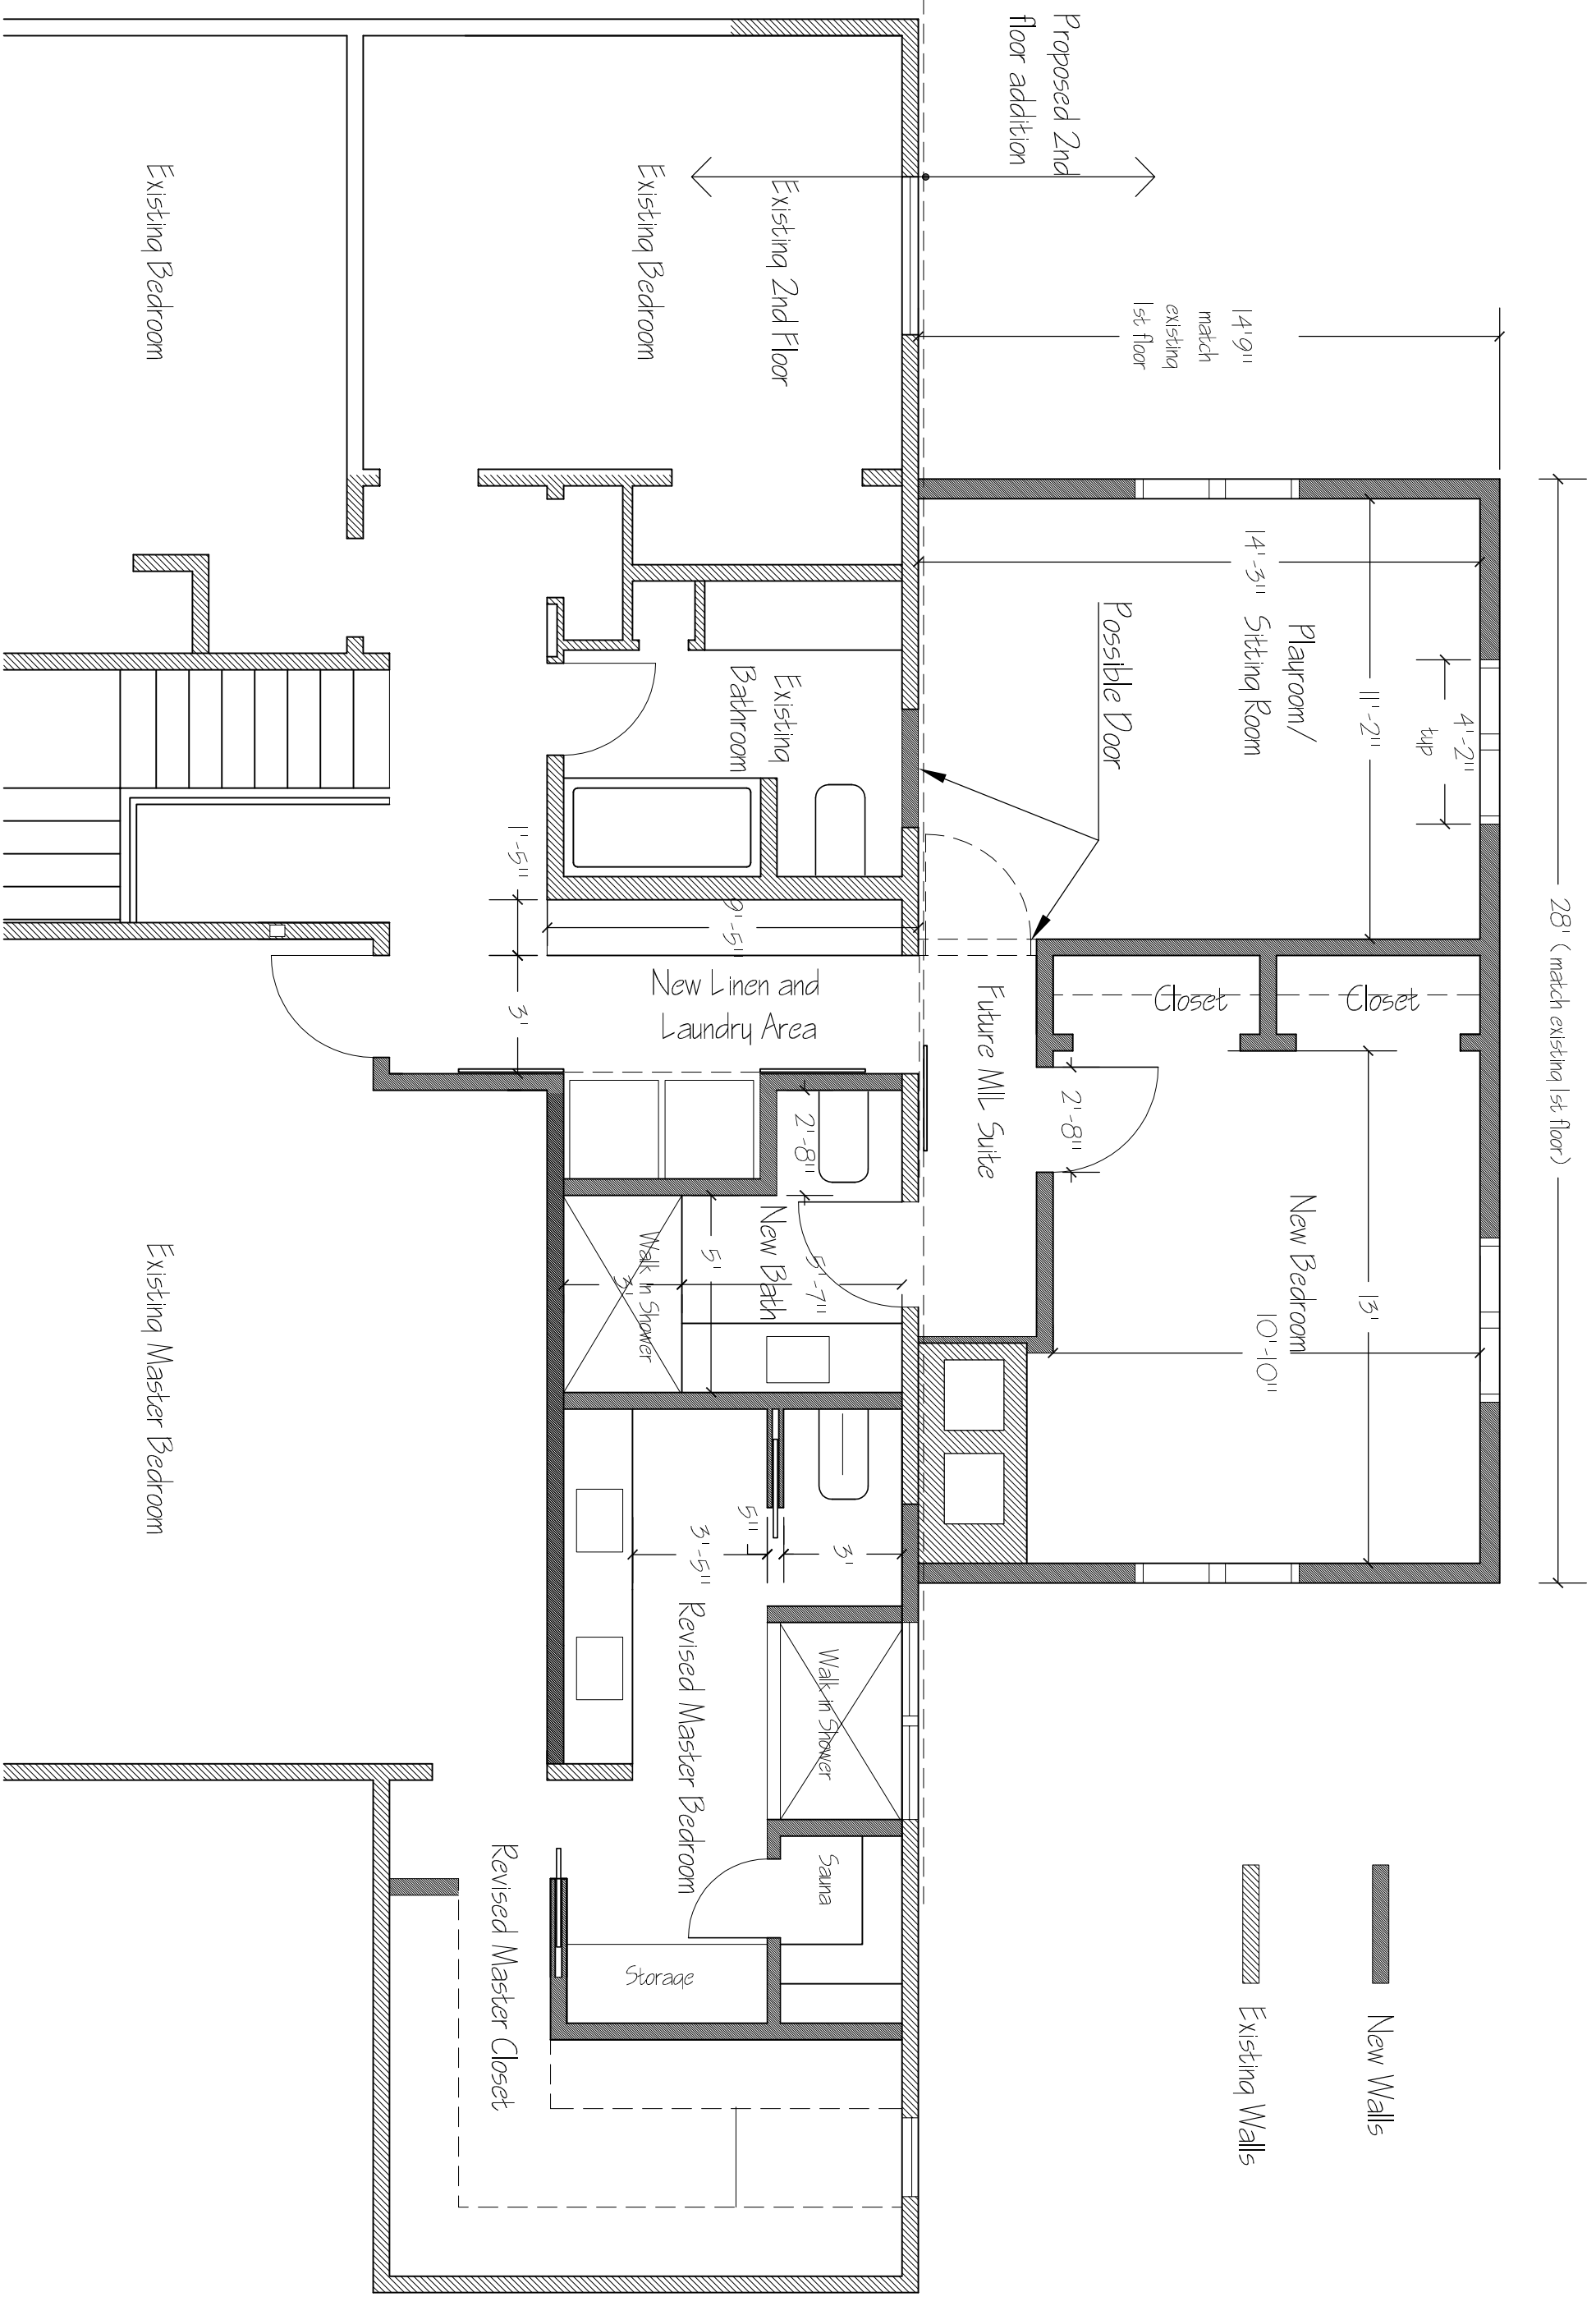 28' ( match existing 1st floor)
14'9"
match
existing
1st floor
Proposed 2nd
floor addition
4'-2"
typ
11'-2"
14'-3"
Playroom/
Sitting Room
Possible Door
Closet
Closet
13'
New Bedroom
10'-10"
2'-8"
Future MIL Suite
New Walls
Existing Walls
Existing 2nd Floor
Existing Bedroom
Existing Bedroom
Existing
Bathroom
9'-5"
1'-5"
3'
New Linen and
Laundry Area
2'-8"
5'-7"
New Bath
5'
Walk in Shower
3'
3'
5"
3'-5"
Walk in Shower
Revised Master Bedroom
Sauna
Storage
Revised Master Closet
Existing Master Bedroom